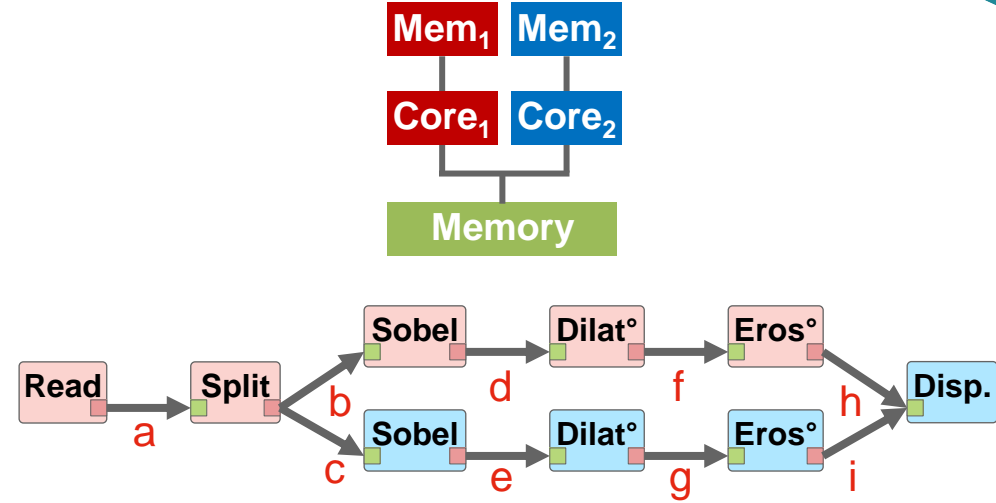 Mem₁ Mem₂
Core₁ Core₂
Memory
Sobel Dilat° Eros°
Read Split Disp.
a b d f h
Sobel Dilat° Eros°
c e g i